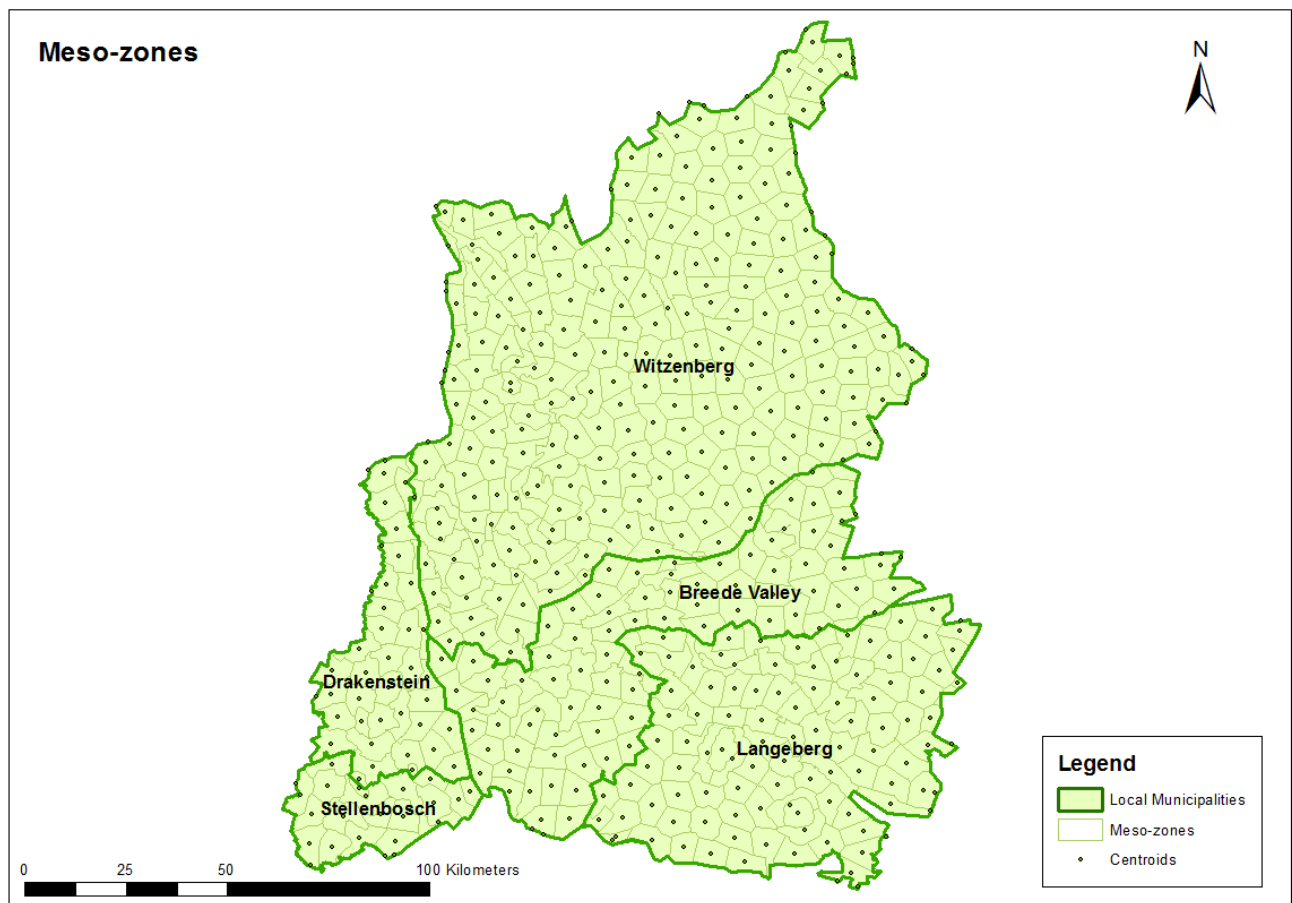 Meso-zones
N
Witzenberg
Breede Valley
Drakenstein
Langeberg
Stellenbosch
Legend
Local Municipalities
Meso-zones
Centroids
0 25 50 100 Kilometers